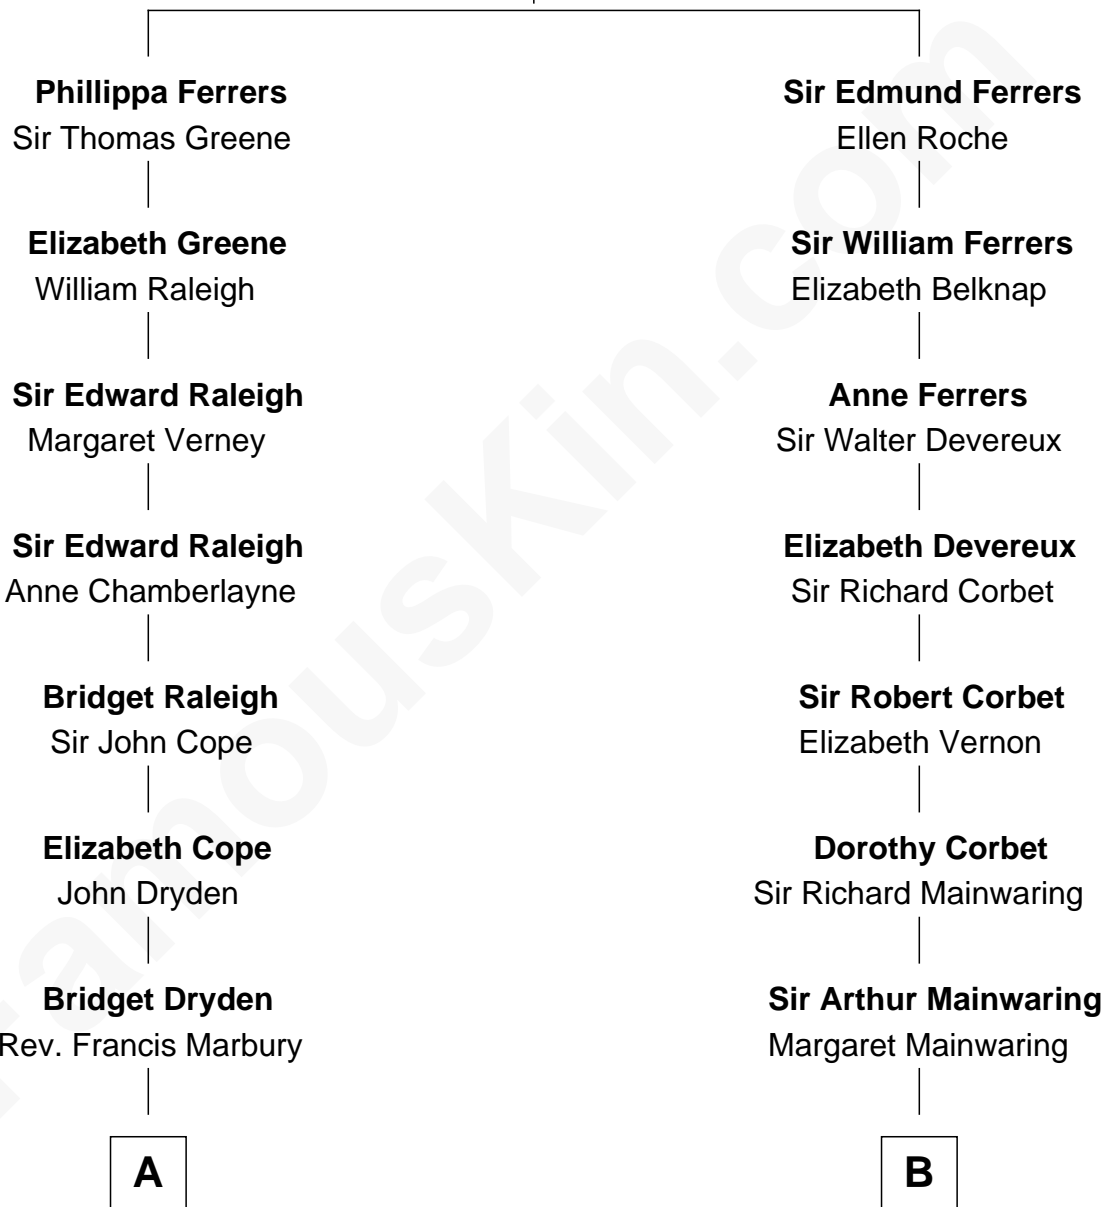 Phillippa Ferrers
Sir Thomas Greene
Elizabeth Greene
William Raleigh
Sir Edward Raleigh
Margaret Verney
Sir Edward Raleigh
Anne Chamberlayne
Bridget Raleigh
Sir John Cope
Elizabeth Cope
John Dryden
Bridget Dryden
Rev. Francis Marbury
A
Sir Edmund Ferrers
Ellen Roche
Sir William Ferrers
Elizabeth Belknap
Anne Ferrers
Sir Walter Devereux
Elizabeth Devereux
Sir Richard Corbet
Sir Robert Corbet
Elizabeth Vernon
Dorothy Corbet
Sir Richard Mainwaring
Sir Arthur Mainwaring
Margaret Mainwaring
B
FamousKin.com